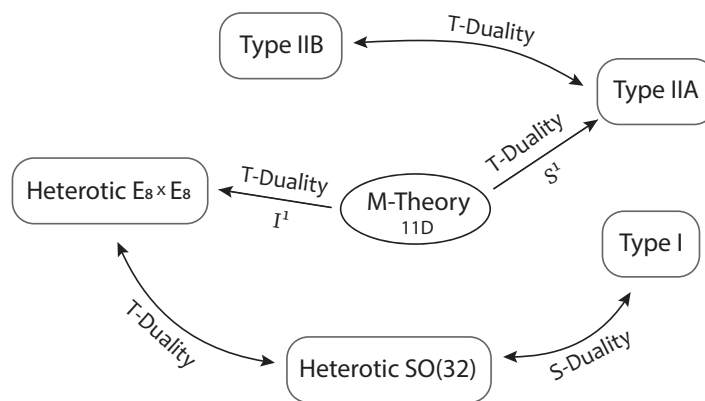 Type IIB
T-Duality
Type IIA
T-Duality
S¹
Heterotic E₈ x E₈
T-Duality
I¹
M-Theory
11D
Type I
T-Duality
Heterotic SO(32)
S-Duality